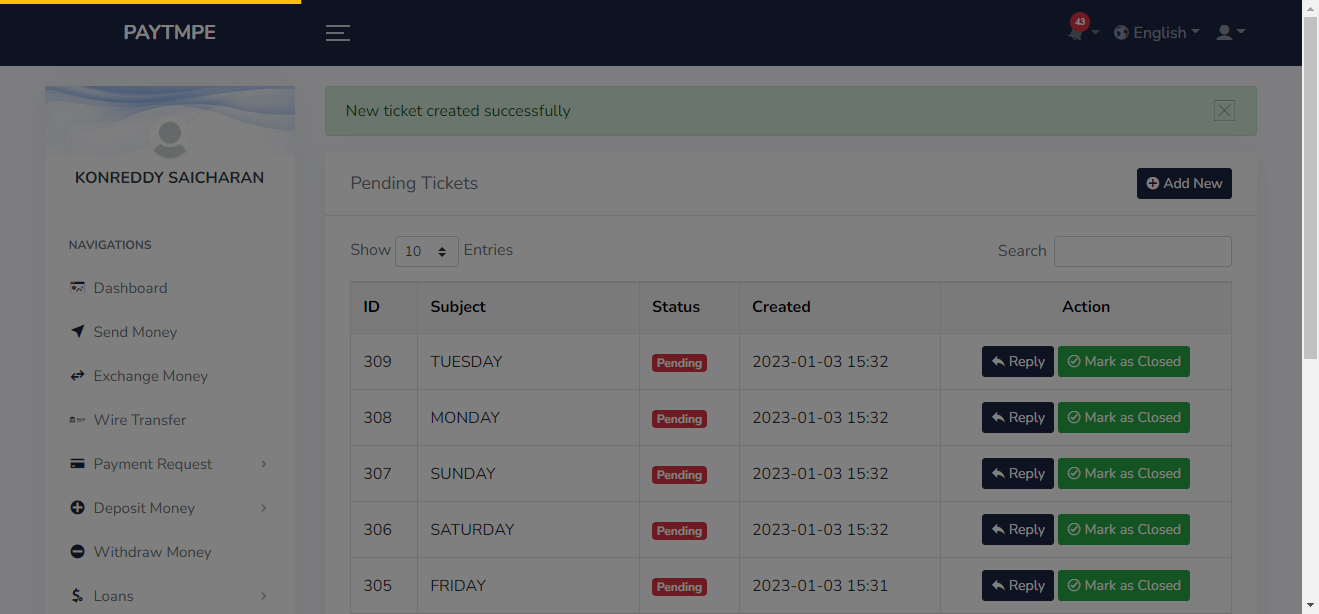 PAYTMPE
43
English
New ticket created successfully
KONREDDY SAICHARAN
NAVIGATIONS
Dashboard
Send Money
Exchange Money
Wire Transfer
Payment Request
Deposit Money
Withdraw Money
Loans
Pending Tickets
Add New
Show 10 Entries
Search
ID Subject Status Created Action
309 TUESDAY Pending 2023-01-03 15:32 Reply Mark as Closed
308 MONDAY Pending 2023-01-03 15:32 Reply Mark as Closed
307 SUNDAY Pending 2023-01-03 15:32 Reply Mark as Closed
306 SATURDAY Pending 2023-01-03 15:32 Reply Mark as Closed
305 FRIDAY Pending 2023-01-03 15:31 Reply Mark as Closed